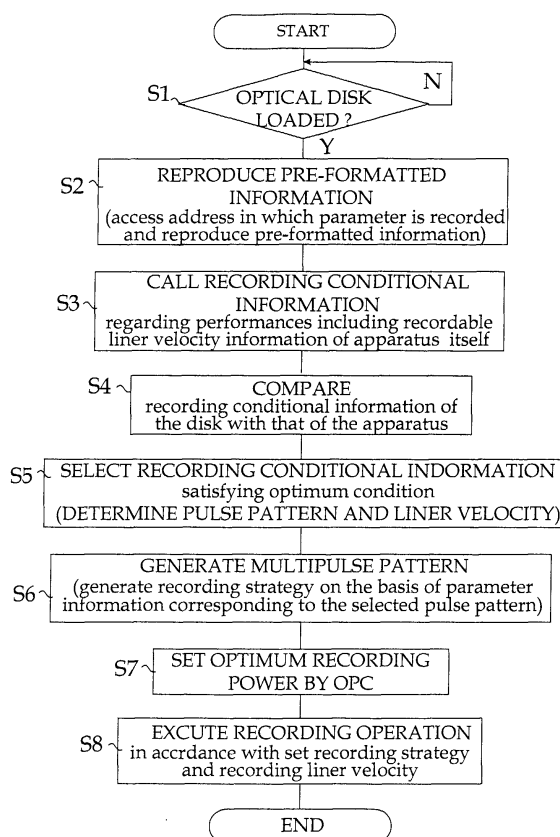 START
S1
OPTICAL DISK
LOADED ?
N
Y
S2
REPRODUCE PRE-FORMATTED
INFORMATION
(access address in which parameter is recorded
and reproduce pre-formatted information)
S3
CALL RECORDING CONDITIONAL
INFORMATION
regarding performances including recordable
liner velocity information of apparatus itself
S4
COMPARE
recording conditional information of
the disk with that of the apparatus
S5
SELECT RECORDING CONDITIONAL INDORMATION
satisfying optimum condition
(DETERMINE PULSE PATTERN AND LINER VELOCITY)
S6
GENERATE MULTIPULSE PATTERN
(generate recording strategy on the basis of parameter
information corresponding to the selected pulse pattern)
S7
SET OPTIMUM RECORDING
POWER BY OPC
S8
EXCUTE RECORDING OPERATION
in accrdance with set recording strategy
and recording liner velocity
END